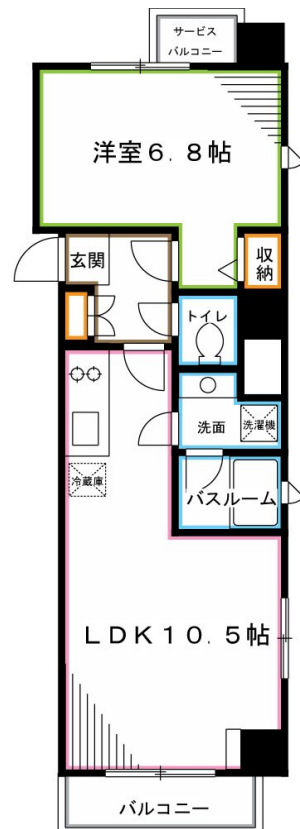 サービス
バルコニー
洋室6.8帖
玄関
収納
トイレ
洗面
洗濯機
冷蔵庫
バスルーム
LDK10.5帖
バルコニー